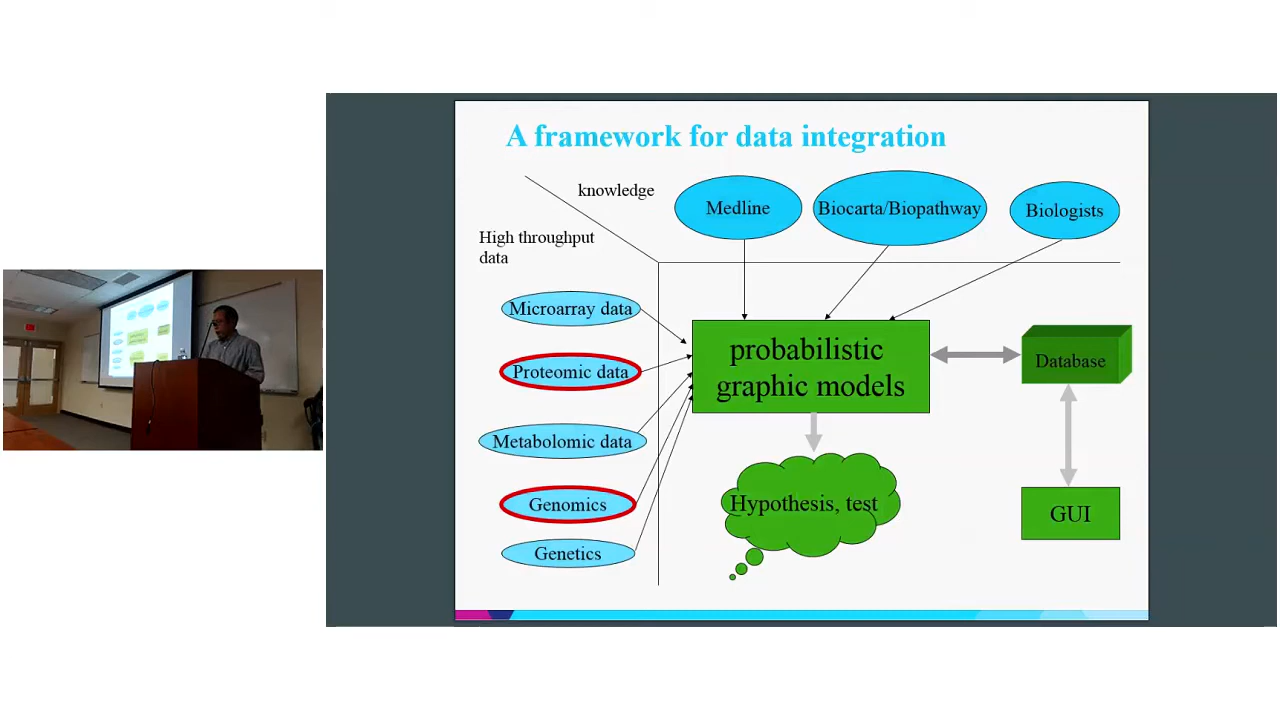 A framework for data integration
knowledge
High throughput
data
Medline
Biocarta/Biopathway
Biologists
Microarray data
Proteomic data
Metabolomic data
Genomics
Genetics
probabilistic
graphic models
Database
Hypothesis, test
GUI